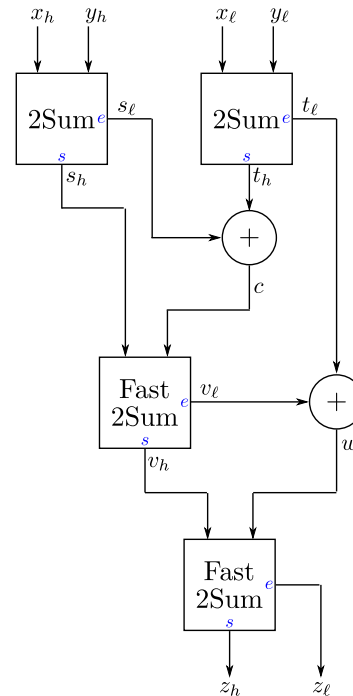 x_h y_h x_ℓ y_ℓ
2Sum e s_ℓ 2Sum e t_ℓ
s s
s_h t_h
+
c
Fast
2Sum e v_ℓ +
s
v_h w
Fast
2Sum e
s
z_h z_ℓ